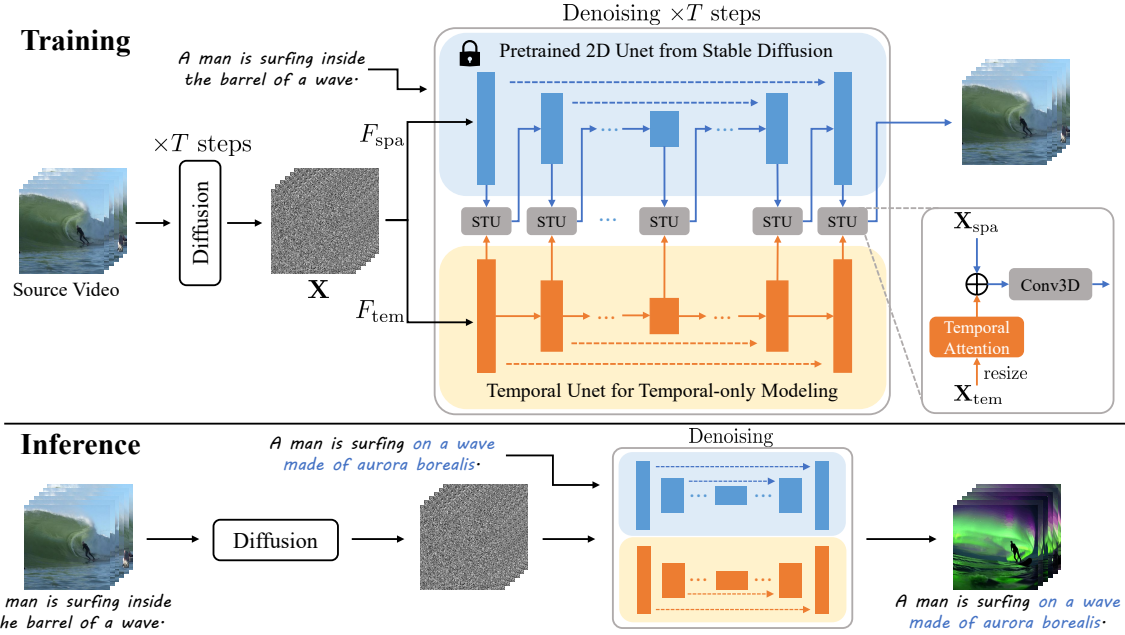 Training
Denoising ×T steps
A man is surfing inside
the barrel of a wave.
Pretrained 2D Unet from Stable Diffusion
×T steps
Diffusion
F_spa
F_tem
Source Video
X
STU
STU
...
STU
STU
STU
...
...
...
...
Temporal Unet for Temporal-only Modeling
X_spa
Conv3D
Temporal
Attention
resize
X_tem
Inference
A man is surfing on a wave
made of aurora borealis.
Denoising
Diffusion
...
...
...
...
man is surfing inside
he barrel of a wave.
A man is surfing on a wave
made of aurora borealis.